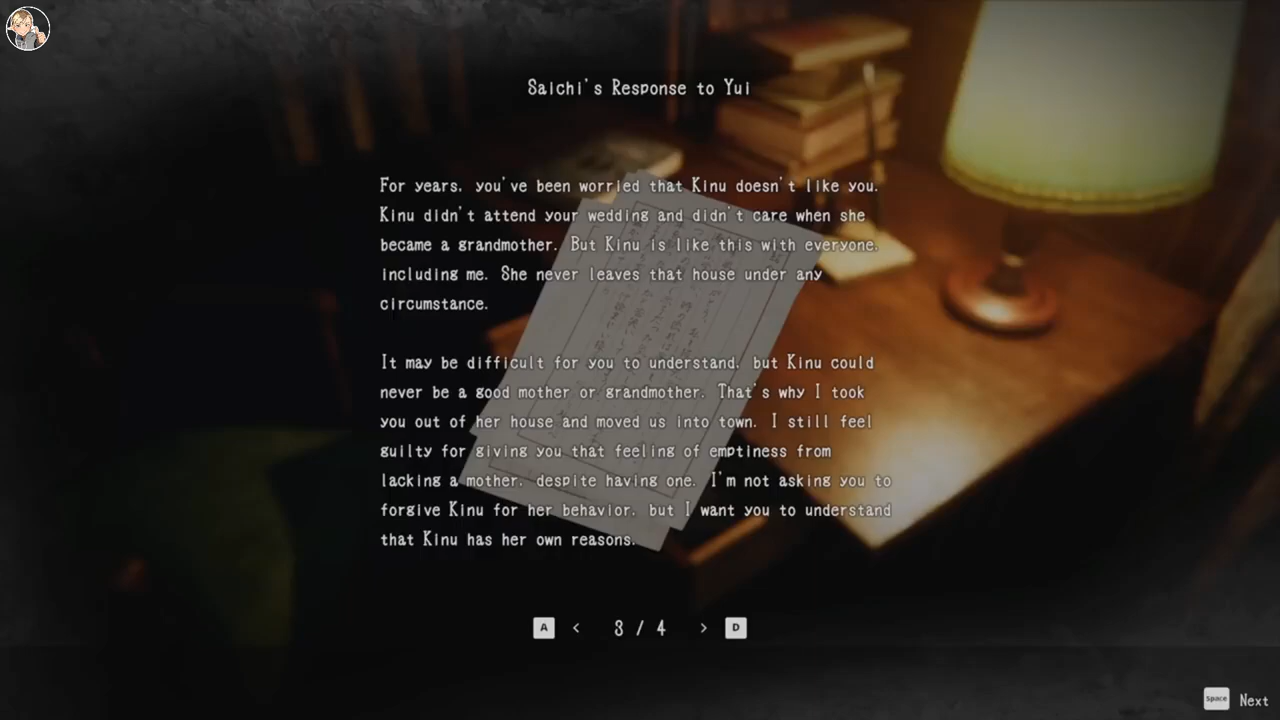 Saichi's Response to Yui
For years, you've been worried that Kinu doesn't like you.
Kinu didn't attend your wedding and didn't care when she
became a grandmother. But Kinu is like this with everyone,
including me. She never leaves that house under any
circumstance.
It may be difficult for you to understand, but Kinu could
never be a good mother or grandmother. That's why I took
you out of her house and moved us into town. I still feel
guilty for giving you that feeling of emptiness from
lacking a mother, despite having one. I'm not asking you to
forgive Kinu for her behavior, but I want you to understand
that Kinu has her own reasons.
A < 3 / 4 > D
Space Next